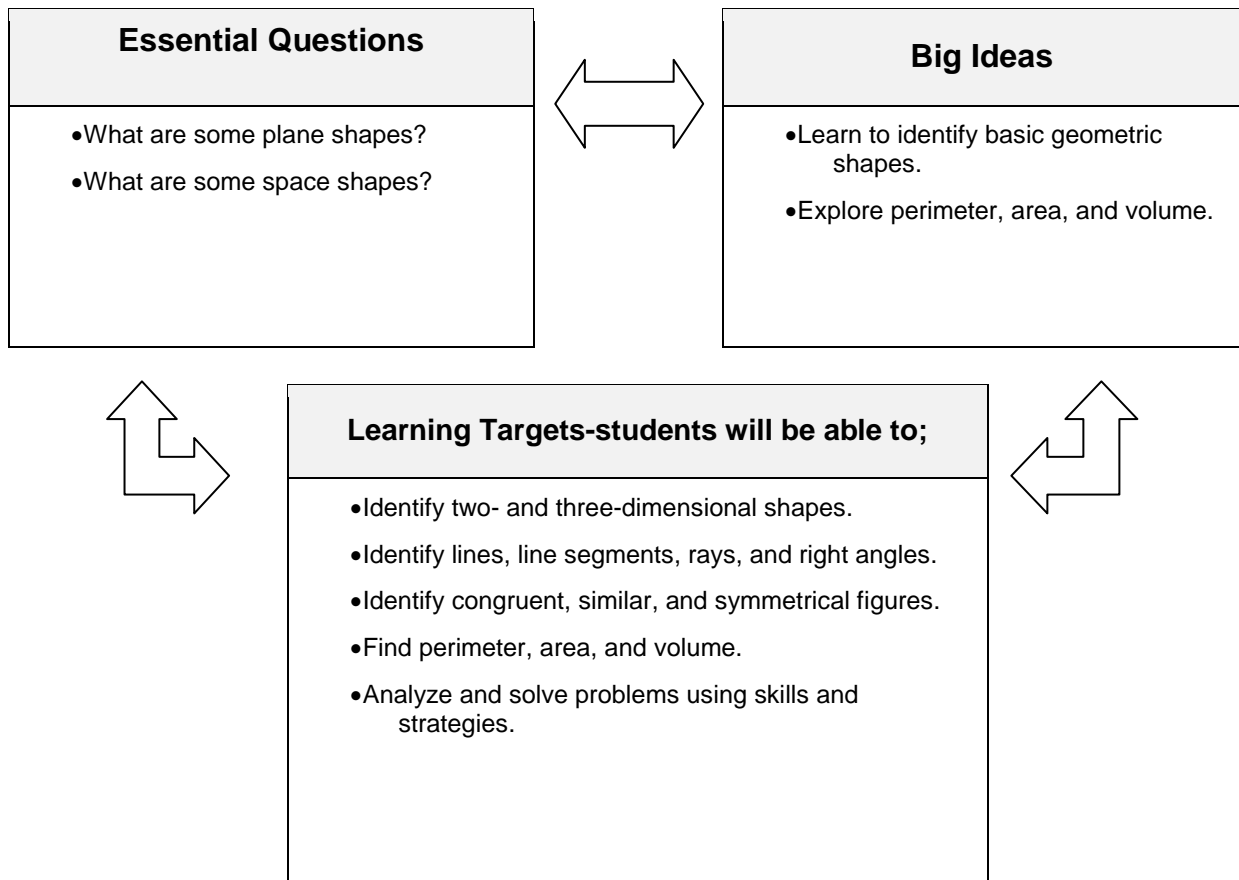 Essential Questions
•What are some plane shapes?
•What are some space shapes?
Big Ideas
•Learn to identify basic geometric
shapes.
•Explore perimeter, area, and volume.
Learning Targets-students will be able to;
•Identify two- and three-dimensional shapes.
•Identify lines, line segments, rays, and right angles.
•Identify congruent, similar, and symmetrical figures.
•Find perimeter, area, and volume.
•Analyze and solve problems using skills and
strategies.